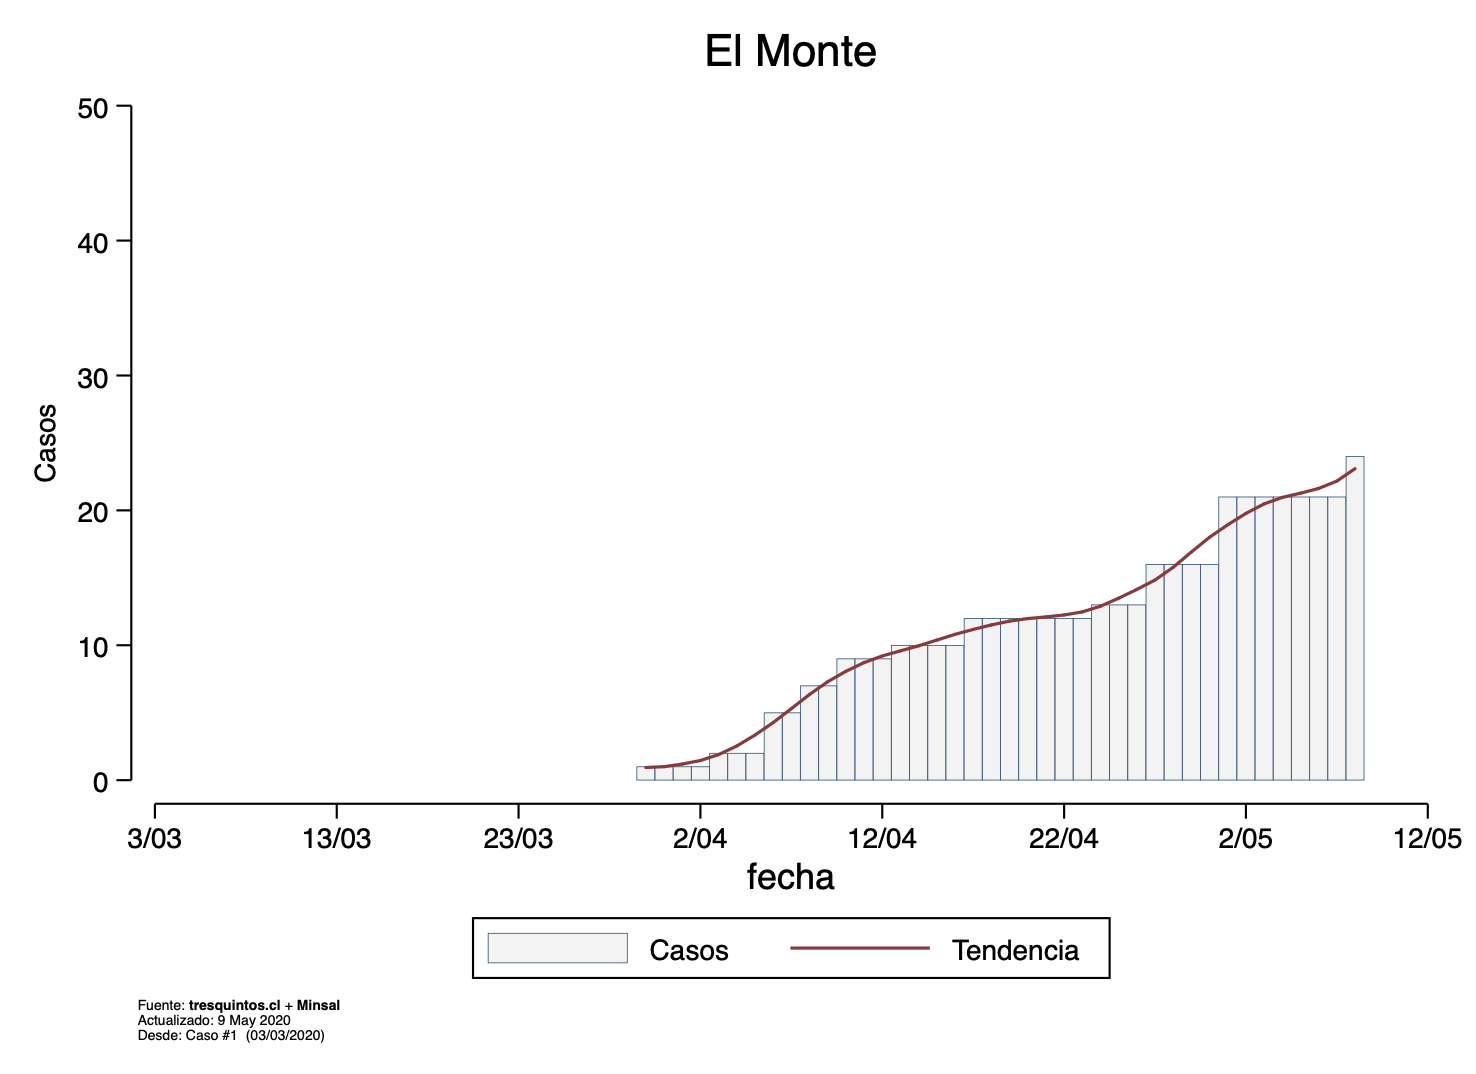 El Monte
50
40
30
20
10
0
Casos
3/03 13/03 23/03 2/04 12/04 22/04 2/05 12/05
fecha
Casos Tendencia
Fuente: tresquintos.cl + Minsal
Actualizado: 9 May 2020
Desde: Caso #1 (03/03/2020)